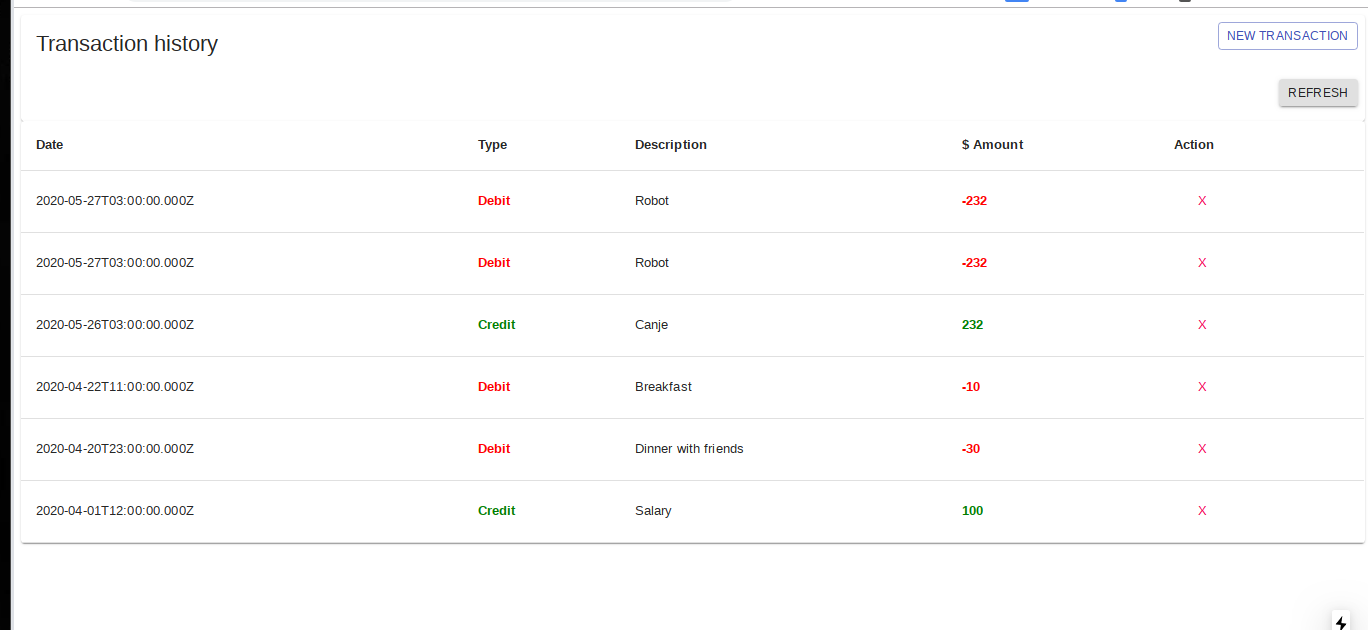 Transaction history
NEW TRANSACTION
REFRESH
Date Type Description $ Amount Action
2020-05-27T03:00:00.000Z Debit Robot -232 X
2020-05-27T03:00:00.000Z Debit Robot -232 X
2020-05-26T03:00:00.000Z Credit Canje 232 X
2020-04-22T11:00:00.000Z Debit Breakfast -10 X
2020-04-20T23:00:00.000Z Debit Dinner with friends -30 X
2020-04-01T12:00:00.000Z Credit Salary 100 X